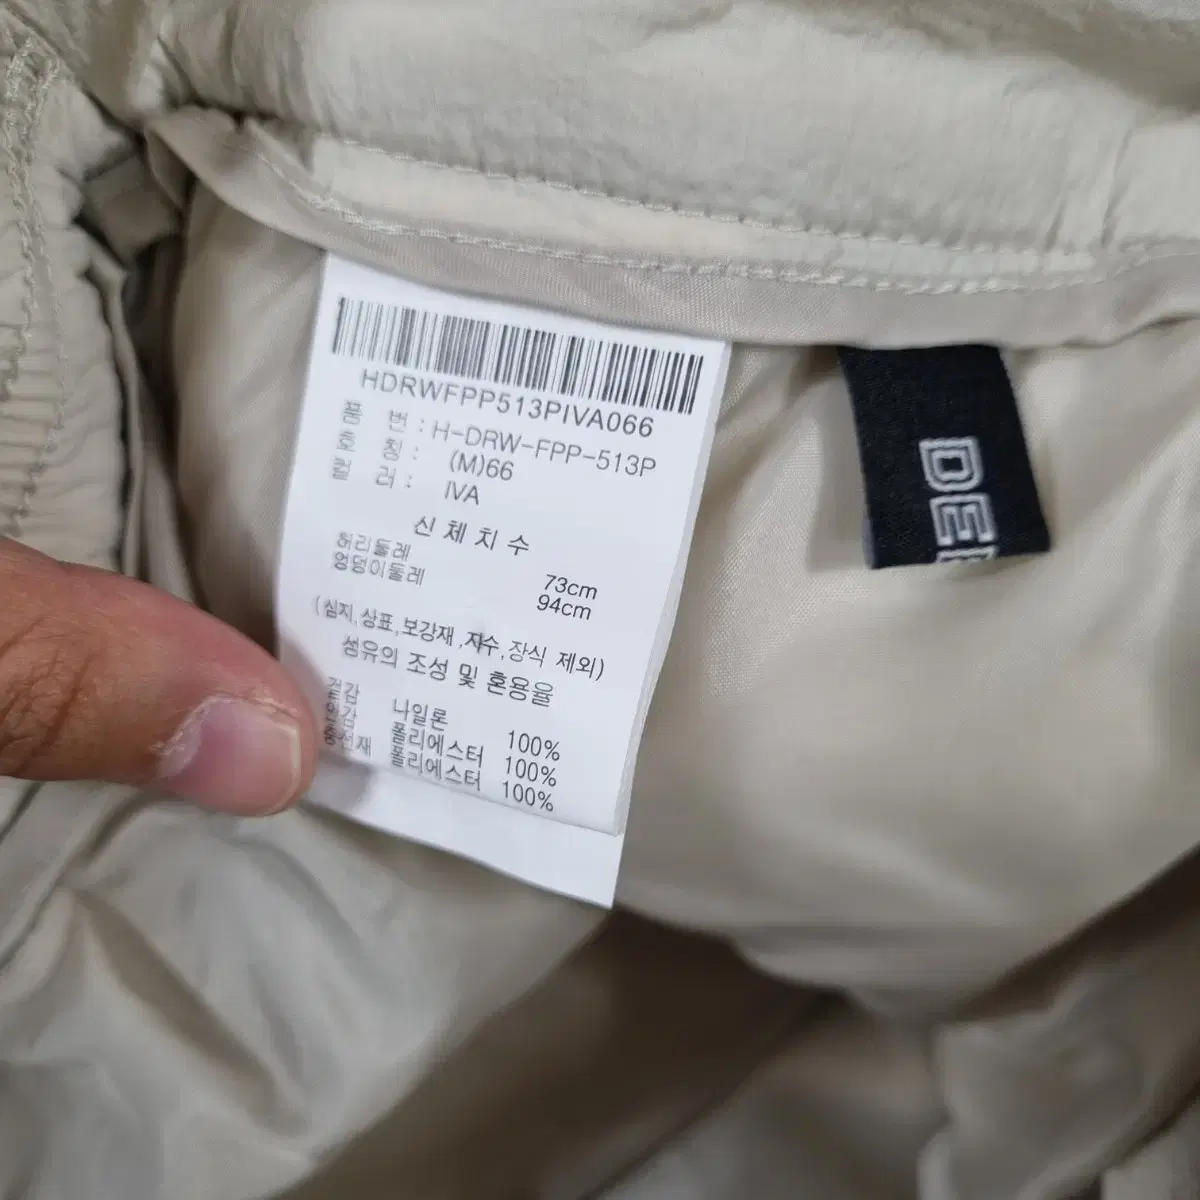 HDRWFPP513PIVA066
품 번 : H-DRW-FPP-513P
호 칭 : (M)66
컬 러 : IVA
신 체 치 수
허리둘레 73cm
엉덩이둘레 94cm
(심지,상표,보강재,자수,장식 제외)
섬유의 조성 및 혼용율
겉감 나일론 100%
안감 폴리에스터 100%
충전재 폴리에스터 100%
DE